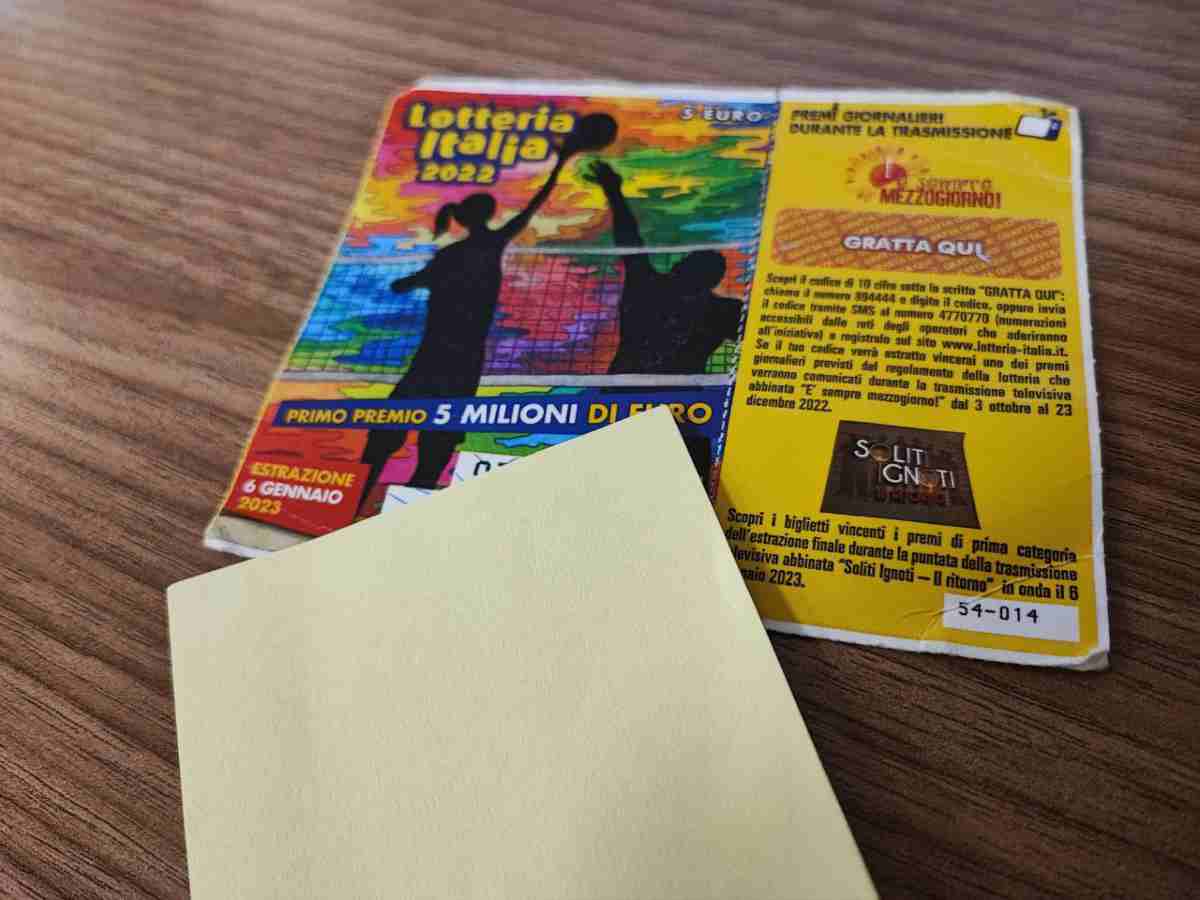 Lotteria
Italia
2022
5 EURO
PRIMO PREMIO 5 MILIONI DI EURO
ESTRAZIONE
6 GENNAIO
2023
PREMI GIORNALIERI
DURANTE LA TRASMISSIONE
È SEMPRE
MEZZOGIORNO!
GRATTA QUI
Scopri il codice di 10 cifre sotto la scritta "GRATTA QUI":
chiama il numero 894444 e digita il codice, oppure invia
il codice tramite SMS al numero 4770770 (numerazioni
accessibili dalle reti degli operatori che aderiranno
all'iniziativa) o registralo sul sito www.lotteria-italia.it.
Se il tuo codice verrà estratto vincerai uno dei premi
giornalieri previsti dal regolamento della lotteria che
verranno comunicati durante la trasmissione televisiva
abbinata "E' sempre mezzogiorno!" dal 3 ottobre al 23
dicembre 2022.
SOLITI
IGNOTI
Scopri i biglietti vincenti i premi di prima categoria
dell'estrazione finale durante la puntata della trasmissione
televisiva abbinata "Soliti Ignoti – Il ritorno" in onda il 6
naio 2023.
54-014